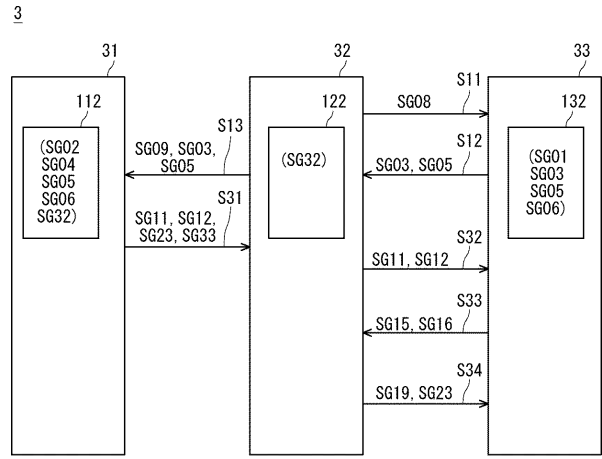 3
31
32
33
112
122
132
(SG02
SG04
SG05
SG06
SG32)
(SG32)
(SG01
SG03
SG05
SG06)
S11
SG08
S12
SG03, SG05
S13
SG09, SG03,
SG05
S31
SG11, SG12,
SG23, SG33
S32
SG11, SG12
S33
SG15, SG16
S34
SG19, SG23